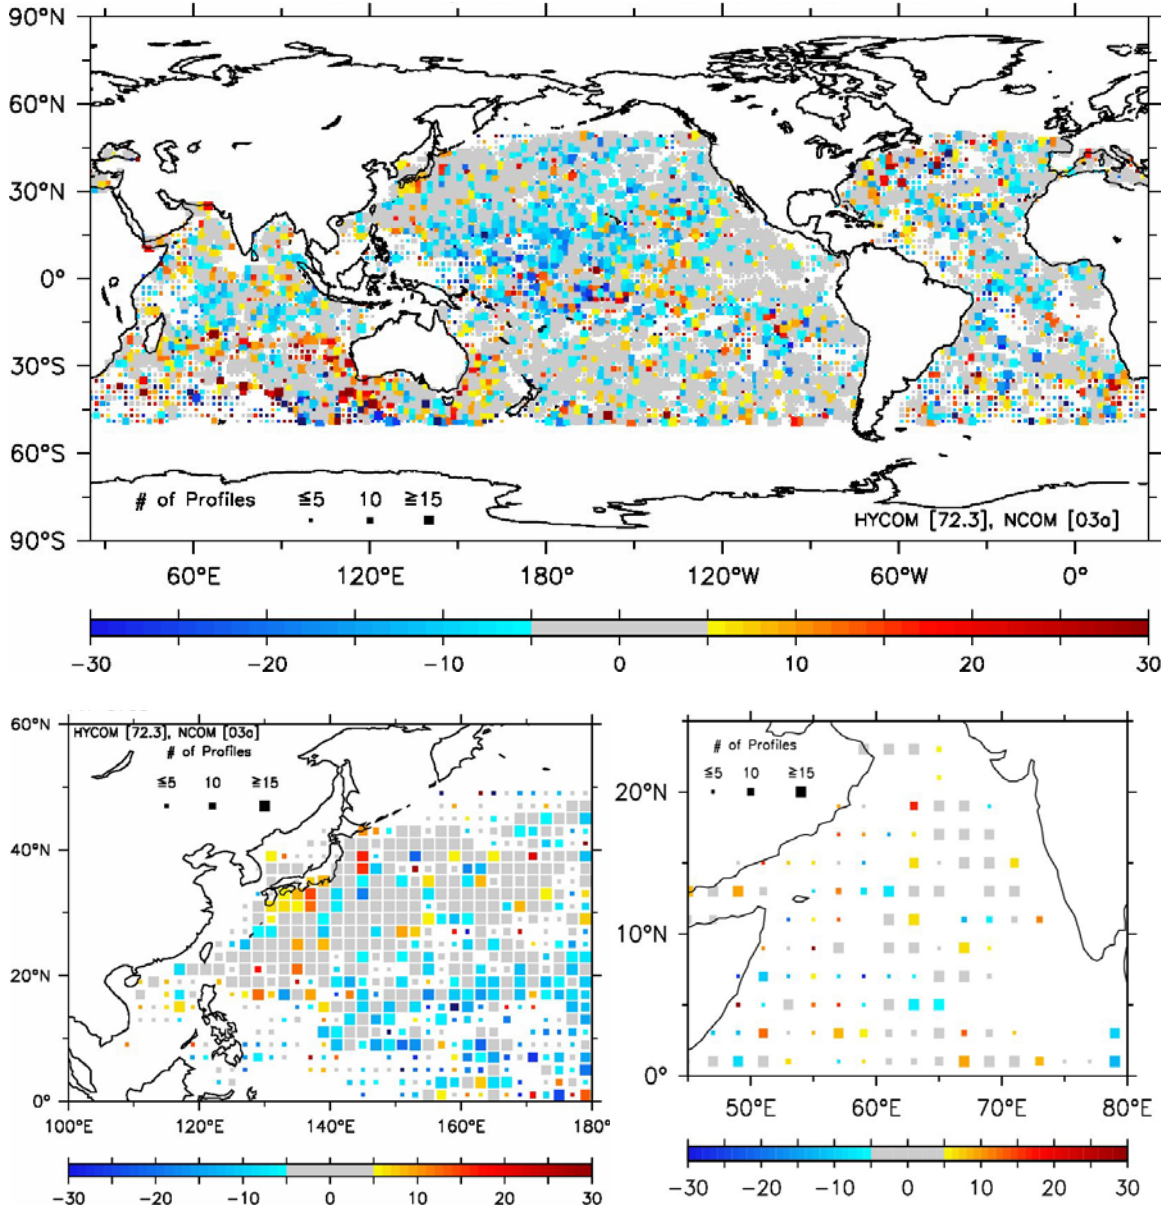 90°N
60°N
30°N
0°
30°S
60°S
90°S
# of Profiles ≤5 10 ≥15
HYCOM [72.3], NCOM [03a]
60°E 120°E 180° 120°W 60°W 0°
-30 -20 -10 0 10 20 30
60°N
HYCOM [72.3], NCOM [03a]
# of Profiles
≤5 10 ≥15
40°N
20°N
0°
100°E 120°E 140°E 160°E 180°
-30 -20 -10 0 10 20 30
# of Profiles
≤5 10 ≥15
20°N
10°N
0°
50°E 60°E 70°E 80°E
-30 -20 -10 0 10 20 30